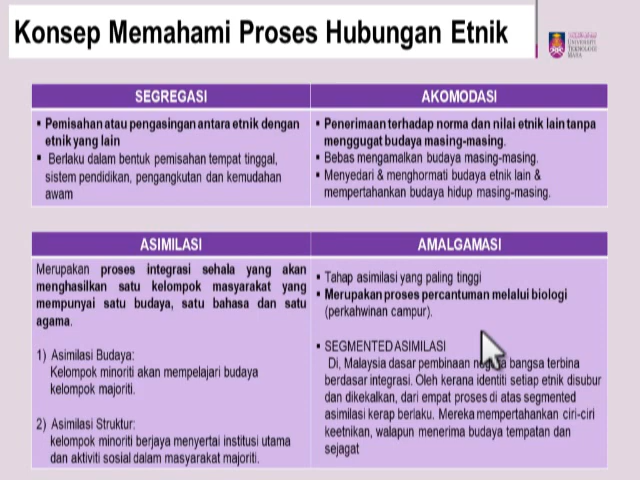 Konsep Memahami Proses Hubungan Etnik
UNIVERSITI
TEKNOLOGI
MARA
SEGREGASI
▪ Pemisahan atau pengasingan antara etnik dengan
etnik yang lain
▪ Berlaku dalam bentuk pemisahan tempat tinggal,
sistem pendidikan, pengangkutan dan kemudahan
awam
AKOMODASI
▪ Penerimaan terhadap norma dan nilai etnik lain tanpa
menggugat budaya masing-masing.
▪ Bebas mengamalkan budaya masing-masing.
▪ Menyedari & menghormati budaya etnik lain &
mempertahankan budaya hidup masing-masing.
ASIMILASI
Merupakan proses integrasi sehala yang akan
menghasilkan satu kelompok masyarakat yang
mempunyai satu budaya, satu bahasa dan satu
agama.
1) Asimilasi Budaya:
Kelompok minoriti akan mempelajari budaya
kelompok majoriti.
2) Asimilasi Struktur:
kelompok minoriti berjaya menyertai institusi utama
dan aktiviti sosial dalam masyarakat majoriti.
AMALGAMASI
▪ Tahap asimilasi yang paling tinggi
▪ Merupakan proses percantuman melalui biologi
(perkahwinan campur).
▪ SEGMENTED ASIMILASI
Di, Malaysia dasar pembinaan bangsa terbina
berdasar integrasi. Oleh kerana identiti setiap etnik disubur
dan dikekalkan, dari empat proses di atas segmented
asimilasi kerap berlaku. Mereka mempertahankan ciri-ciri
keetnikan, walapun menerima budaya tempatan dan
sejagat